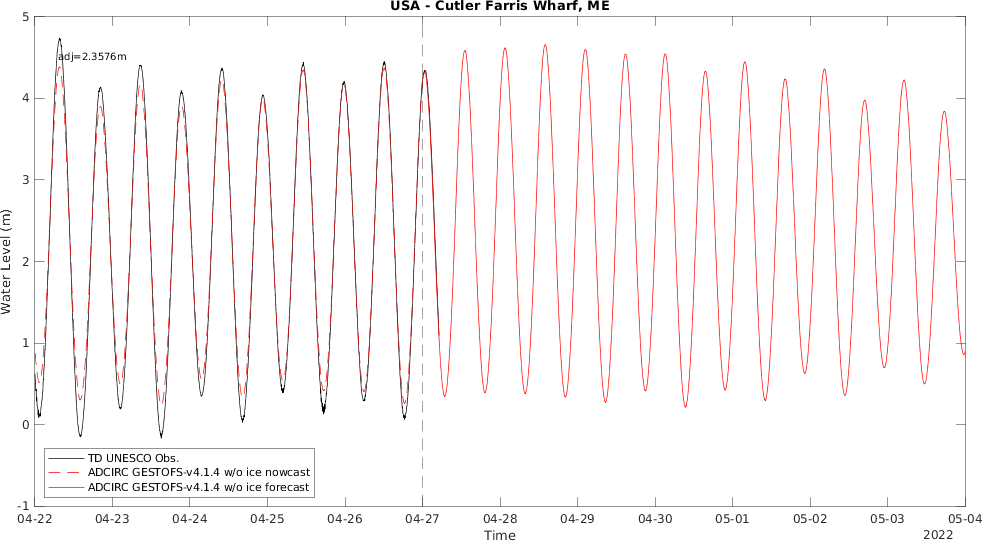 USA - Cutler Farris Wharf, ME
5
adj=2.3576m
4
3
Water Level (m)
2
1
0
TD UNESCO Obs.
ADCIRC GESTOFS-v4.1.4 w/o ice nowcast
ADCIRC GESTOFS-v4.1.4 w/o ice forecast
-1
04-22 04-23 04-24 04-25 04-26 04-27 04-28 04-29 04-30 05-01 05-02 05-03 05-04
Time
2022